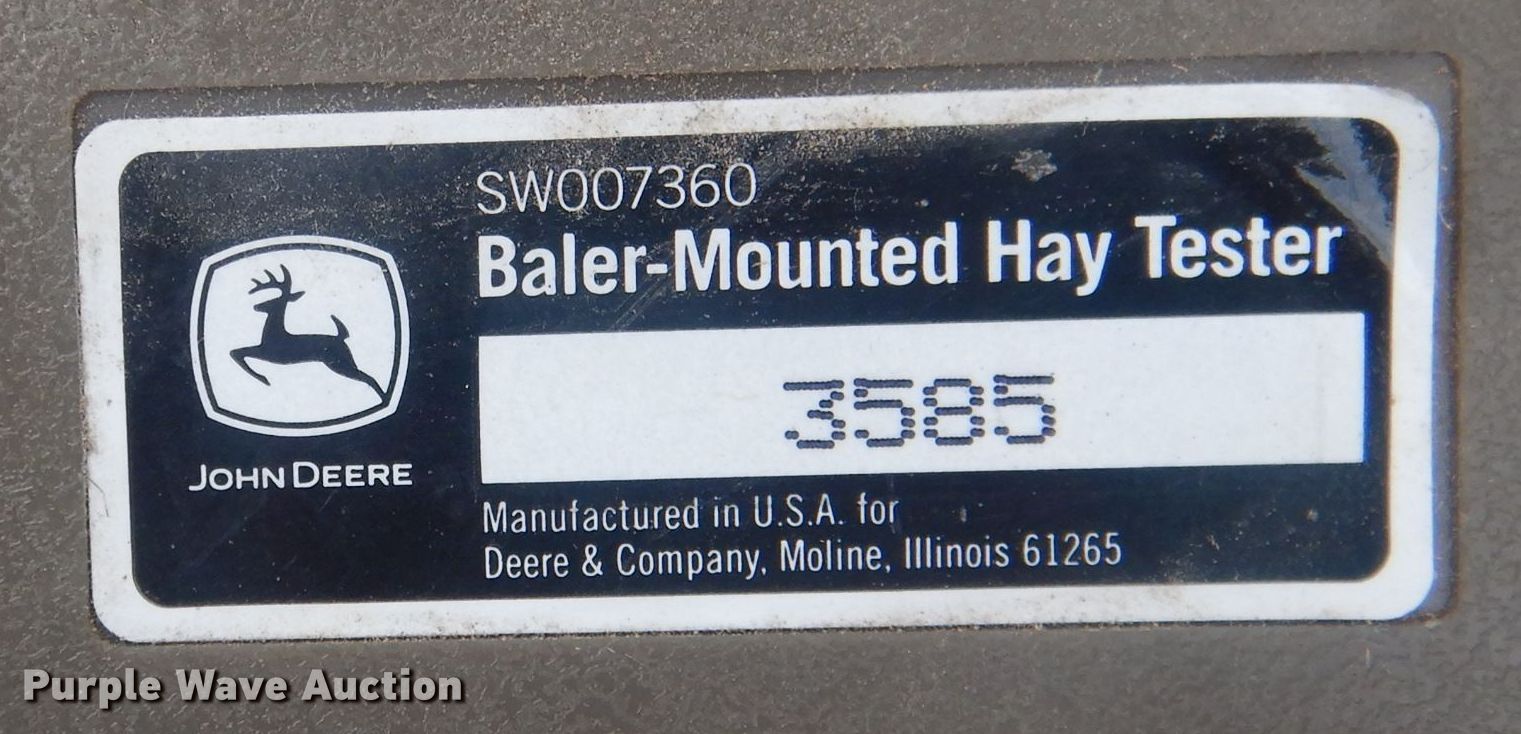 SW007360
Baler-Mounted Hay Tester
3585
JOHN DEERE
Manufactured in U.S.A. for
Deere & Company, Moline, Illinois 61265
Purple Wave Auction